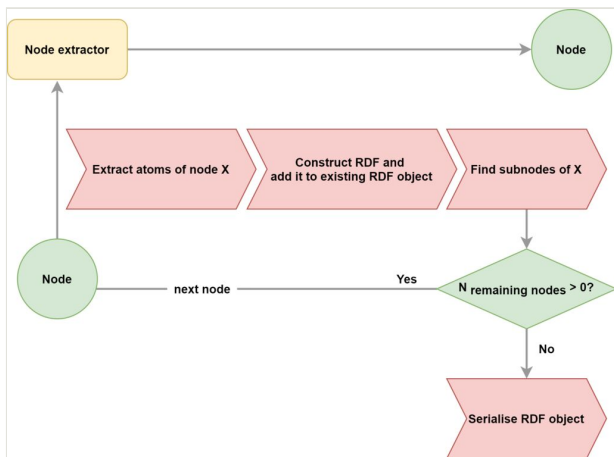 Node extractor
Node
Extract atoms of node X
Construct RDF and
add it to existing RDF object
Find subnodes of X
Node
next node
Yes
N remaining nodes > 0?
No
Serialise RDF object